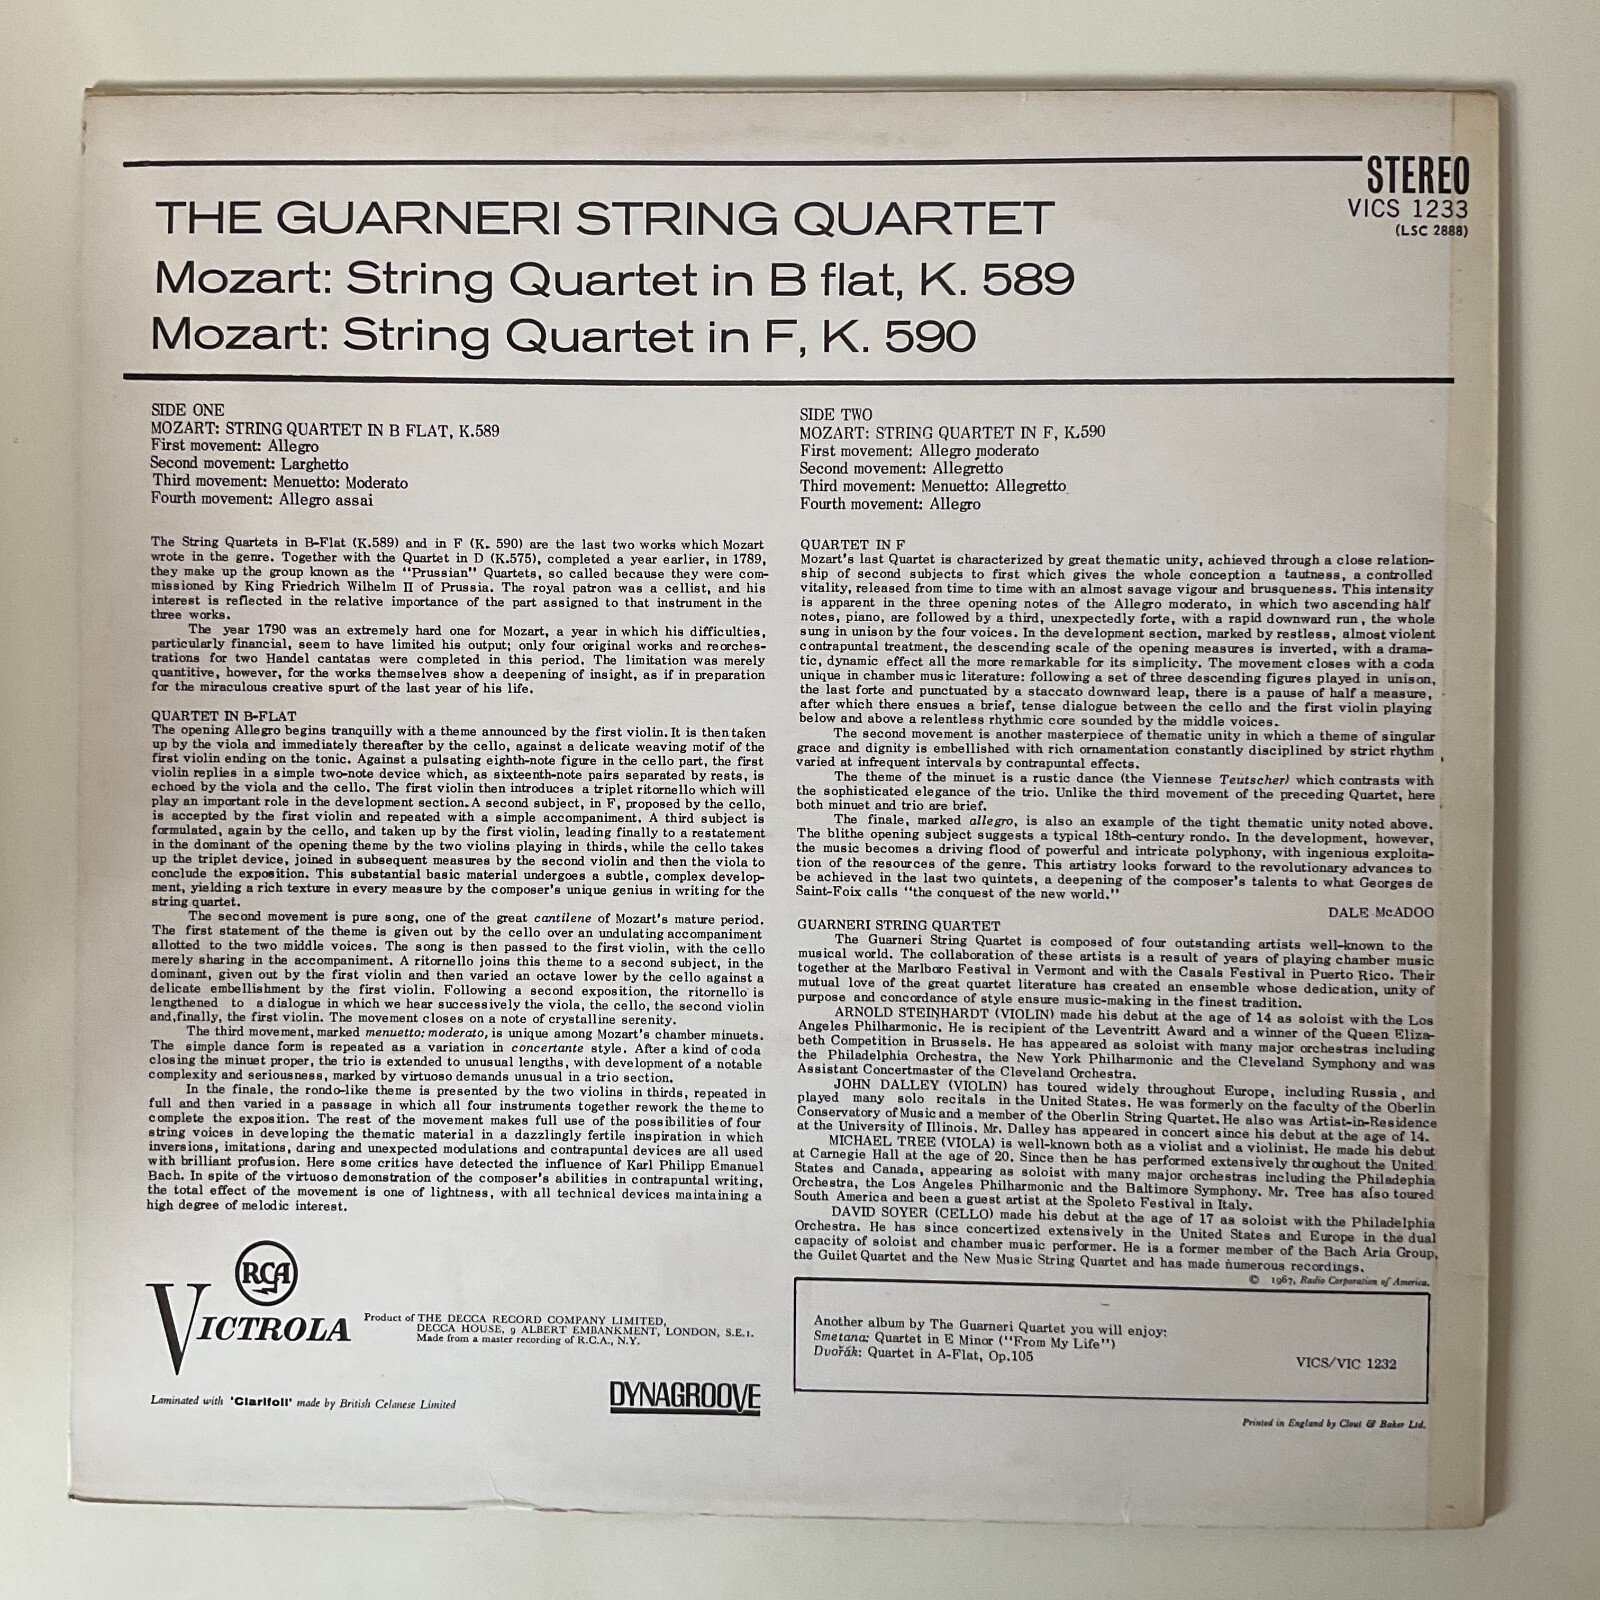 STEREO
VICS 1233
(LSC 2888)
THE GUARNERI STRING QUARTET
Mozart: String Quartet in B flat, K. 589
Mozart: String Quartet in F, K. 590
SIDE ONE
MOZART: STRING QUARTET IN B FLAT, K.589
First movement: Allegro
Second movement: Larghetto
Third movement: Menuetto: Moderato
Fourth movement: Allegro assai
The String Quartets in B-Flat (K.589) and in F (K. 590) are the last two works which Mozart
wrote in the genre. Together with the Quartet in D (K.575), completed a year earlier, in 1789,
they make up the group known as the "Prussian" Quartets, so called because they were com-
missioned by King Friedrich Wilhelm II of Prussia. The royal patron was a cellist, and his
interest is reflected in the relative importance of the part assigned to that instrument in the
three works.
The year 1790 was an extremely hard one for Mozart, a year in which his difficulties,
particularly financial, seem to have limited his output; only four original works and reorches-
trations for two Handel cantatas were completed in this period. The limitation was merely
quantitive, however, for the works themselves show a deepening of insight, as if in preparation
for the miraculous creative spurt of the last year of his life.
QUARTET IN B-FLAT
The opening Allegro begins tranquilly with a theme announced by the first violin. It is then taken
up by the viola and immediately thereafter by the cello, against a delicate weaving motif of the
first violin ending on the tonic. Against a pulsating eighth-note figure in the cello part, the first
violin replies in a simple two-note device which, as sixteenth-note pairs separated by rests, is
echoed by the viola and the cello. The first violin then introduces a triplet ritornello which will
play an important role in the development section. A second subject, in F, proposed by the cello,
is accepted by the first violin and repeated with a simple accompaniment. A third subject is
formulated, again by the cello, and taken up by the first violin, leading finally to a restatement
in the dominant of the opening theme by the two violins playing in thirds, while the cello takes
up the triplet device, joined in subsequent measures by the second violin and then the viola to
conclude the exposition. This substantial basic material undergoes a subtle, complex develop-
ment, yielding a rich texture in every measure by the composer's unique genius in writing for the
string quartet.
The second movement is pure song, one of the great cantilene of Mozart's mature period.
The first statement of the theme is given out by the cello over an undulating accompaniment
allotted to the two middle voices. The song is then passed to the first violin, with the cello
merely sharing in the accompaniment. A ritornello joins this theme to a second subject, in the
dominant, given out by the first violin and then varied an octave lower by the cello against a
delicate embellishment by the first violin. Following a second exposition, the ritornello is
lengthened to a dialogue in which we hear successively the viola, the cello, the second violin
and, finally, the first violin. The movement closes on a note of crystalline serenity.
The third movement, marked menuetto: moderato, is unique among Mozart's chamber minuets.
The simple dance form is repeated as a variation in concertante style. After a kind of coda
closing the minuet proper, the trio is extended to unusual lengths, with development of a notable
complexity and seriousness, marked by virtuoso demands unusual in a trio section.
In the finale, the rondo-like theme is presented by the two violins in thirds, repeated in
full and then varied in a passage in which all four instruments together rework the theme to
complete the exposition. The rest of the movement makes full use of the possibilities of four
string voices in developing the thematic material in a dazzlingly fertile inspiration in which
inversions, imitations, daring and unexpected modulations and contrapuntal devices are all used
with brilliant profusion. Here some critics have detected the influence of Karl Philipp Emanuel
Bach. In spite of the virtuoso demonstration of the composer's abilities in contrapuntal writing,
the total effect of the movement is one of lightness, with all technical devices maintaining a
high degree of melodic interest.
RCA
VICTROLA
Product of THE DECCA RECORD COMPANY LIMITED,
DECCA HOUSE, 9 ALBERT EMBANKMENT, LONDON, S.E.1.
Made from a master recording of R.C.A., N.Y.
Laminated with 'Clarifoil' made by British Celanese Limited
DYNAGROOVE
SIDE TWO
MOZART: STRING QUARTET IN F, K.590
First movement: Allegro moderato
Second movement: Allegretto
Third movement: Menuetto: Allegretto
Fourth movement: Allegro
QUARTET IN F
Mozart's last Quartet is characterized by great thematic unity, achieved through a close relation-
ship of second subjects to first which gives the whole conception a tautness, a controlled
vitality, released from time to time with an almost savage vigour and brusqueness. This intensity
is apparent in the three opening notes of the Allegro moderato, in which two ascending half
notes, piano, are followed by a third, unexpectedly forte, with a rapid downward run, the whole
sung in unison by the four voices. In the development section, marked by restless, almost violent
contrapuntal treatment, the descending scale of the opening measures is inverted, with a drama-
tic, dynamic effect all the more remarkable for its simplicity. The movement closes with a coda
unique in chamber music literature: following a set of three descending figures played in unison,
the last forte and punctuated by a staccato downward leap, there is a pause of half a measure,
after which there ensues a brief, tense dialogue between the cello and the first violin playing
below and above a relentless rhythmic core sounded by the middle voices.
The second movement is another masterpiece of thematic unity in which a theme of singular
grace and dignity is embellished with rich ornamentation constantly disciplined by strict rhythm
varied at infrequent intervals by contrapuntal effects.
The theme of the minuet is a rustic dance (the Viennese Teutscher) which contrasts with
the sophisticated elegance of the trio. Unlike the third movement of the preceding Quartet, here
both minuet and trio are brief.
The finale, marked allegro, is also an example of the tight thematic unity noted above.
The blithe opening subject suggests a typical 18th-century rondo. In the development, however,
the music becomes a driving flood of powerful and intricate polyphony, with ingenious exploita-
tion of the resources of the genre. This artistry looks forward to the revolutionary advances to
be achieved in the last two quintets, a deepening of the composer's talents to what Georges de
Saint-Foix calls "the conquest of the new world."
DALE McADOO
GUARNERI STRING QUARTET
The Guarneri String Quartet is composed of four outstanding artists well-known to the
musical world. The collaboration of these artists is a result of years of playing chamber music
together at the Marlboro Festival in Vermont and with the Casals Festival in Puerto Rico. Their
mutual love of the great quartet literature has created an ensemble whose dedication, unity of
purpose and concordance of style ensure music-making in the finest tradition.
ARNOLD STEINHARDT (VIOLIN) made his debut at the age of 14 as soloist with the Los
Angeles Philharmonic. He is recipient of the Leventritt Award and a winner of the Queen Eliza-
beth Competition in Brussels. He has appeared as soloist with many major orchestras including
the Philadelphia Orchestra, the New York Philharmonic and the Cleveland Symphony and was
Assistant Concertmaster of the Cleveland Orchestra.
JOHN DALLEY (VIOLIN) has toured widely throughout Europe, including Russia, and
played many solo recitals in the United States. He was formerly on the faculty of the Oberlin
Conservatory of Music and a member of the Oberlin String Quartet. He also was Artist-in-Residence
at the University of Illinois. Mr. Dalley has appeared in concert since his debut at the age of 14.
MICHAEL TREE (VIOLA) is well-known both as a violist and a violinist. He made his debut
at Carnegie Hall at the age of 20. Since then he has performed extensively throughout the United
States and Canada, appearing as soloist with many major orchestras including the Philadephia
Orchestra, the Los Angeles Philharmonic and the Baltimore Symphony. Mr. Tree has also toured
South America and been a guest artist at the Spoleto Festival in Italy.
DAVID SOYER (CELLO) made his debut at the age of 17 as soloist with the Philadelphia
Orchestra. He has since concertized extensively in the United States and Europe in the dual
capacity of soloist and chamber music performer. He is a former member of the Bach Aria Group,
the Guilet Quartet and the New Music String Quartet and has made numerous recordings.
© 1967, Radio Corporation of America.
Another album by The Guarneri Quartet you will enjoy:
Smetana: Quartet in E Minor ("From My Life")
Dvořák: Quartet in A-Flat, Op.105
VICS/VIC 1232
Printed in England by Clout & Baker Ltd.